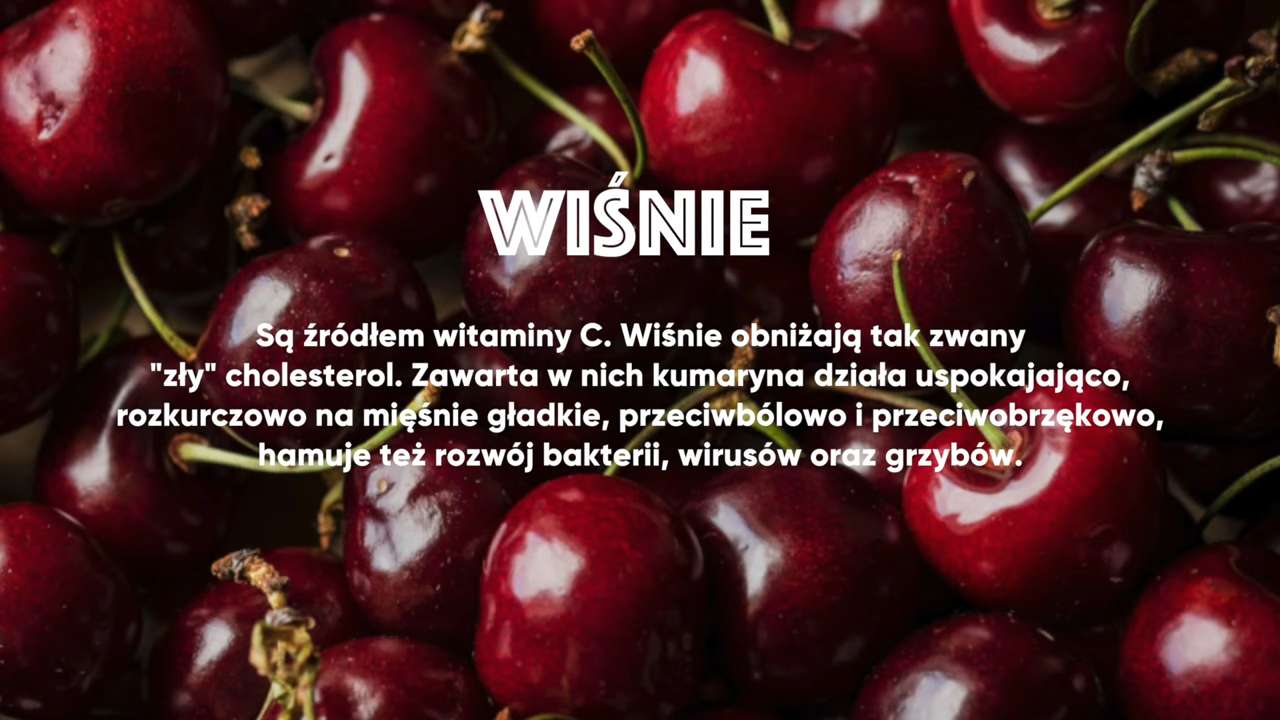 WIŚNIE
Są źródłem witaminy C. Wiśnie obniżają tak zwany
"zły" cholesterol. Zawarta w nich kumaryna działa uspokajająco,
rozkurczowo na mięśnie gładkie, przeciwbólowo i przeciwobrzękowo,
hamuje też rozwój bakterii, wirusów oraz grzybów.